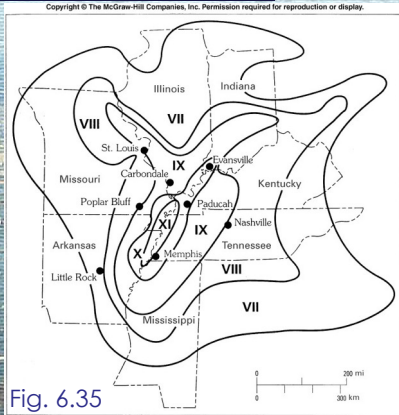 Copyright © The McGraw-Hill Companies, Inc. Permission required for reproduction or display.
Illinois
Indiana
VIII
VII
St. Louis
IX
Evansville
Missouri
Carbondale
Kentucky
Poplar Bluff
Paducah
XI
IX
Nashville
Arkansas
Tennessee
X
Memphis
VIII
Little Rock
VII
Mississippi
0 200 mi
0 300 km
Fig. 6.35